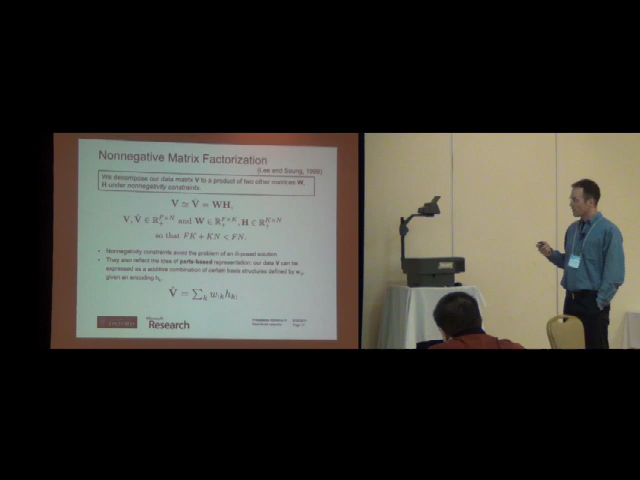 Nonnegative Matrix Factorization
(Lee and Seung, 1999)
We decompose our data matrix V to a product of two other matrices W,
H under nonnegativity constraints:
V ≃ V̂ = WH,
V, V̂ ∈ ℝ₊^{F×N} and W ∈ ℝ₊^{F×K}, H ∈ ℝ₊^{K×N}
so that FK + KN < FN.
• Nonnegativity constraints avoid the problem of an ill-posed solution.
• They also reflect the idea of parts-based representation: our data V can be
expressed as a additive combination of certain basis structures defined by wₖ,
given an encoding hₖ.
V̂ = ∑ₖ w:ₖhₖ:
Microsoft
Research